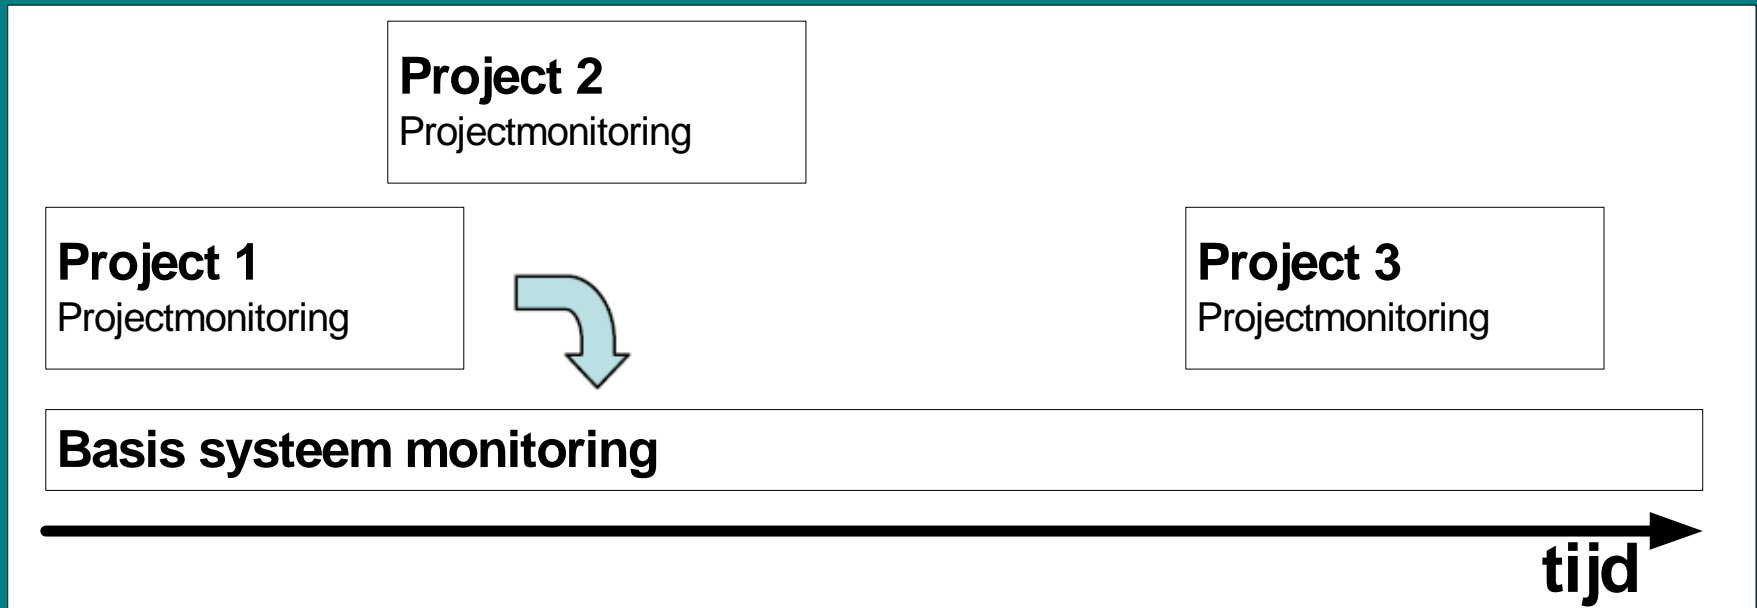 Project 2
Projectmonitoring
Project 1
Projectmonitoring
Project 3
Projectmonitoring
Basis systeem monitoring
tijd